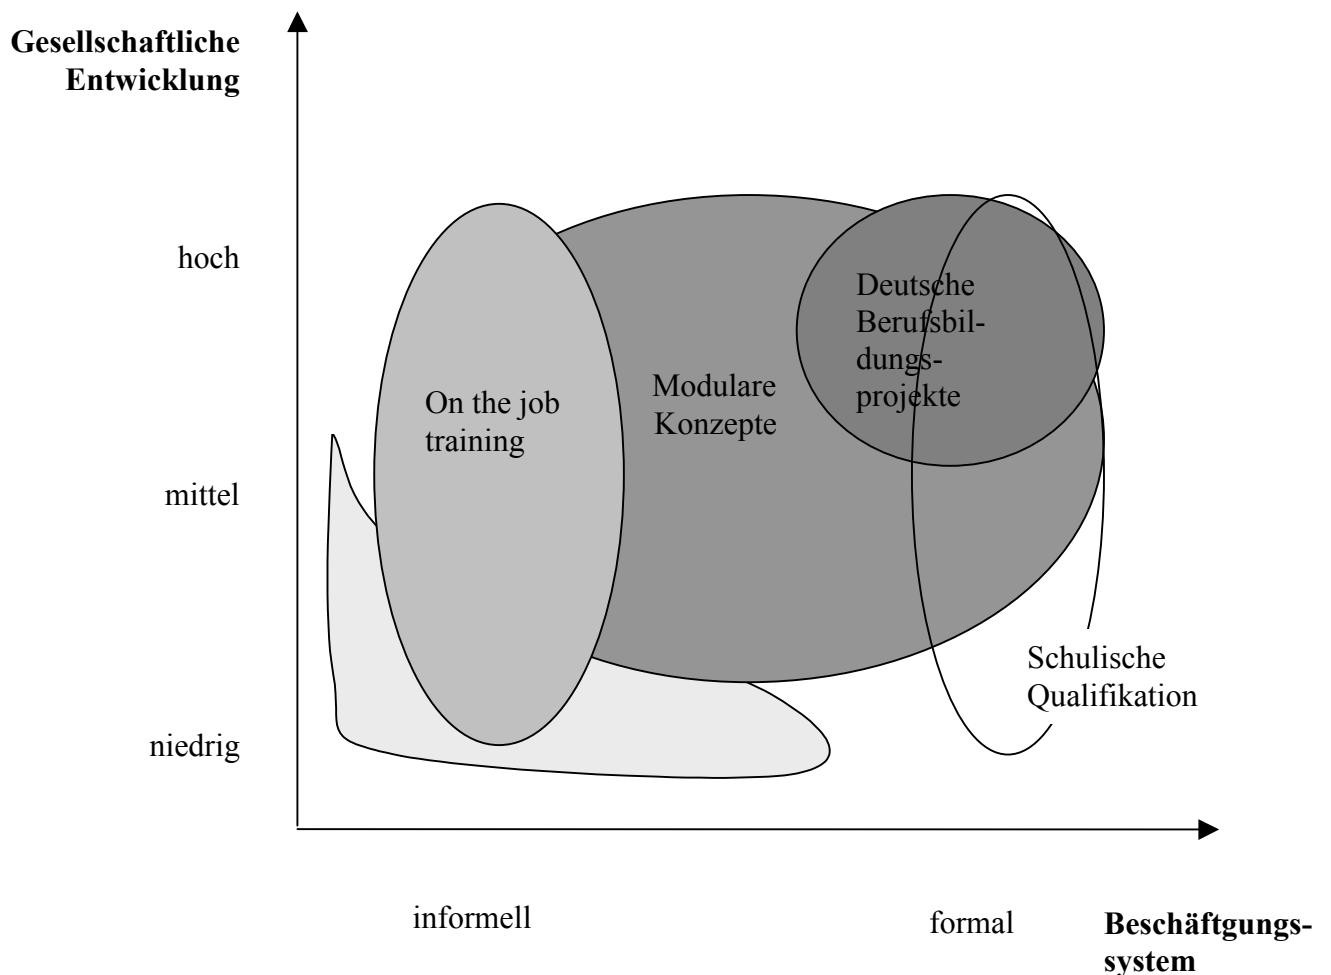 Gesellschaftliche
Entwicklung
hoch
mittel
niedrig
On the job
training
Modulare
Konzepte
Deutsche
Berufsbil-
dungs-
projekte
Schulische
Qualifikation
informell
formal
Beschäftgungs-
system